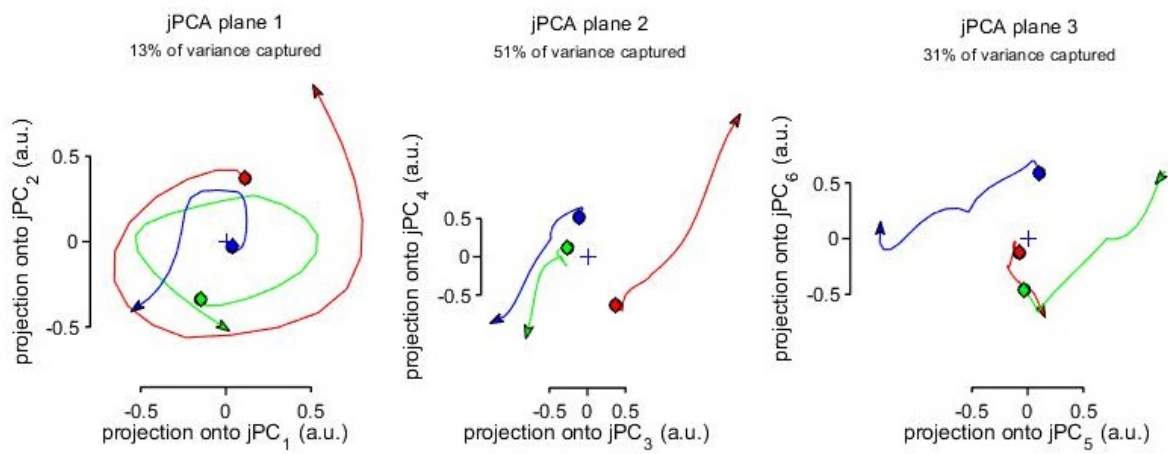 jPCA plane 1
13% of variance captured
projection onto jPC2 (a.u.)
0.5
0
-0.5
-0.5 0 0.5
projection onto jPC1 (a.u.)
jPCA plane 2
51% of variance captured
projection onto jPC4 (a.u.)
0.5
0
-0.5
-0.5 0 0.5
projection onto jPC3 (a.u.)
jPCA plane 3
31% of variance captured
projection onto jPC6 (a.u.)
0.5
0
-0.5
-0.5 0 0.5
projection onto jPC5 (a.u.)